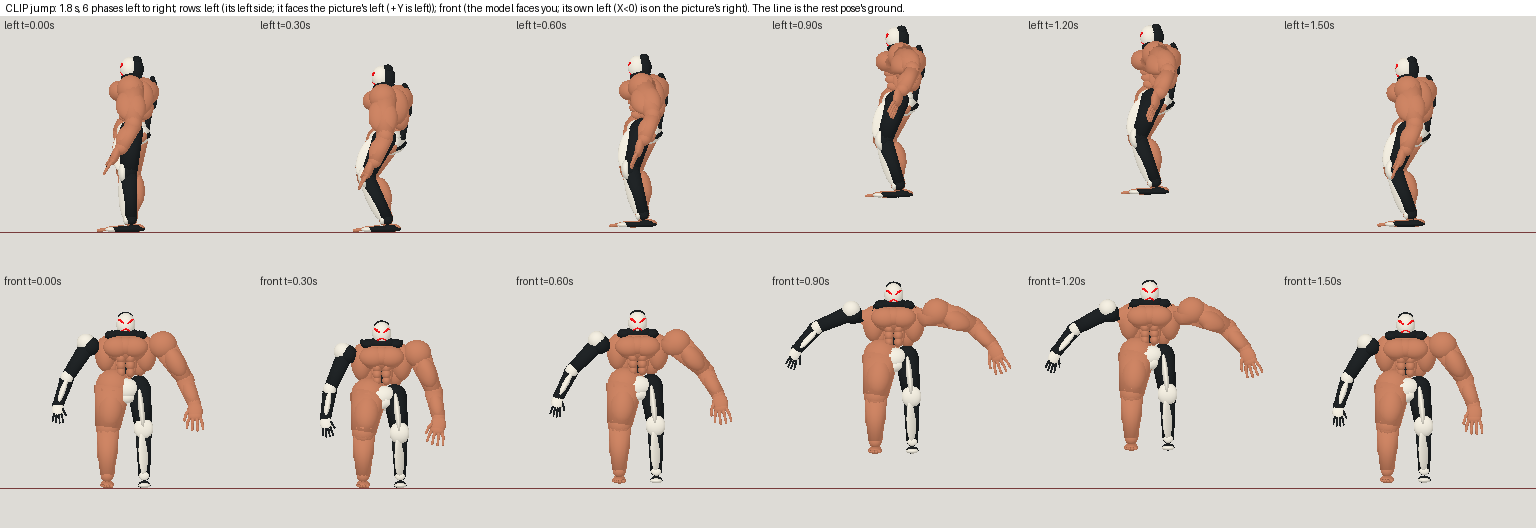 CLIP jump: 1.8 s, 6 phases left to right; rows: left (its left side; it faces the picture's left (+Y is left)); front (the model faces you; its own left (X<0) is on the picture's right). The line is the rest pose's ground.
left t=0.00s left t=0.30s left t=0.60s left t=0.90s left t=1.20s left t=1.50s
front t=0.00s front t=0.30s front t=0.60s front t=0.90s front t=1.20s front t=1.50s